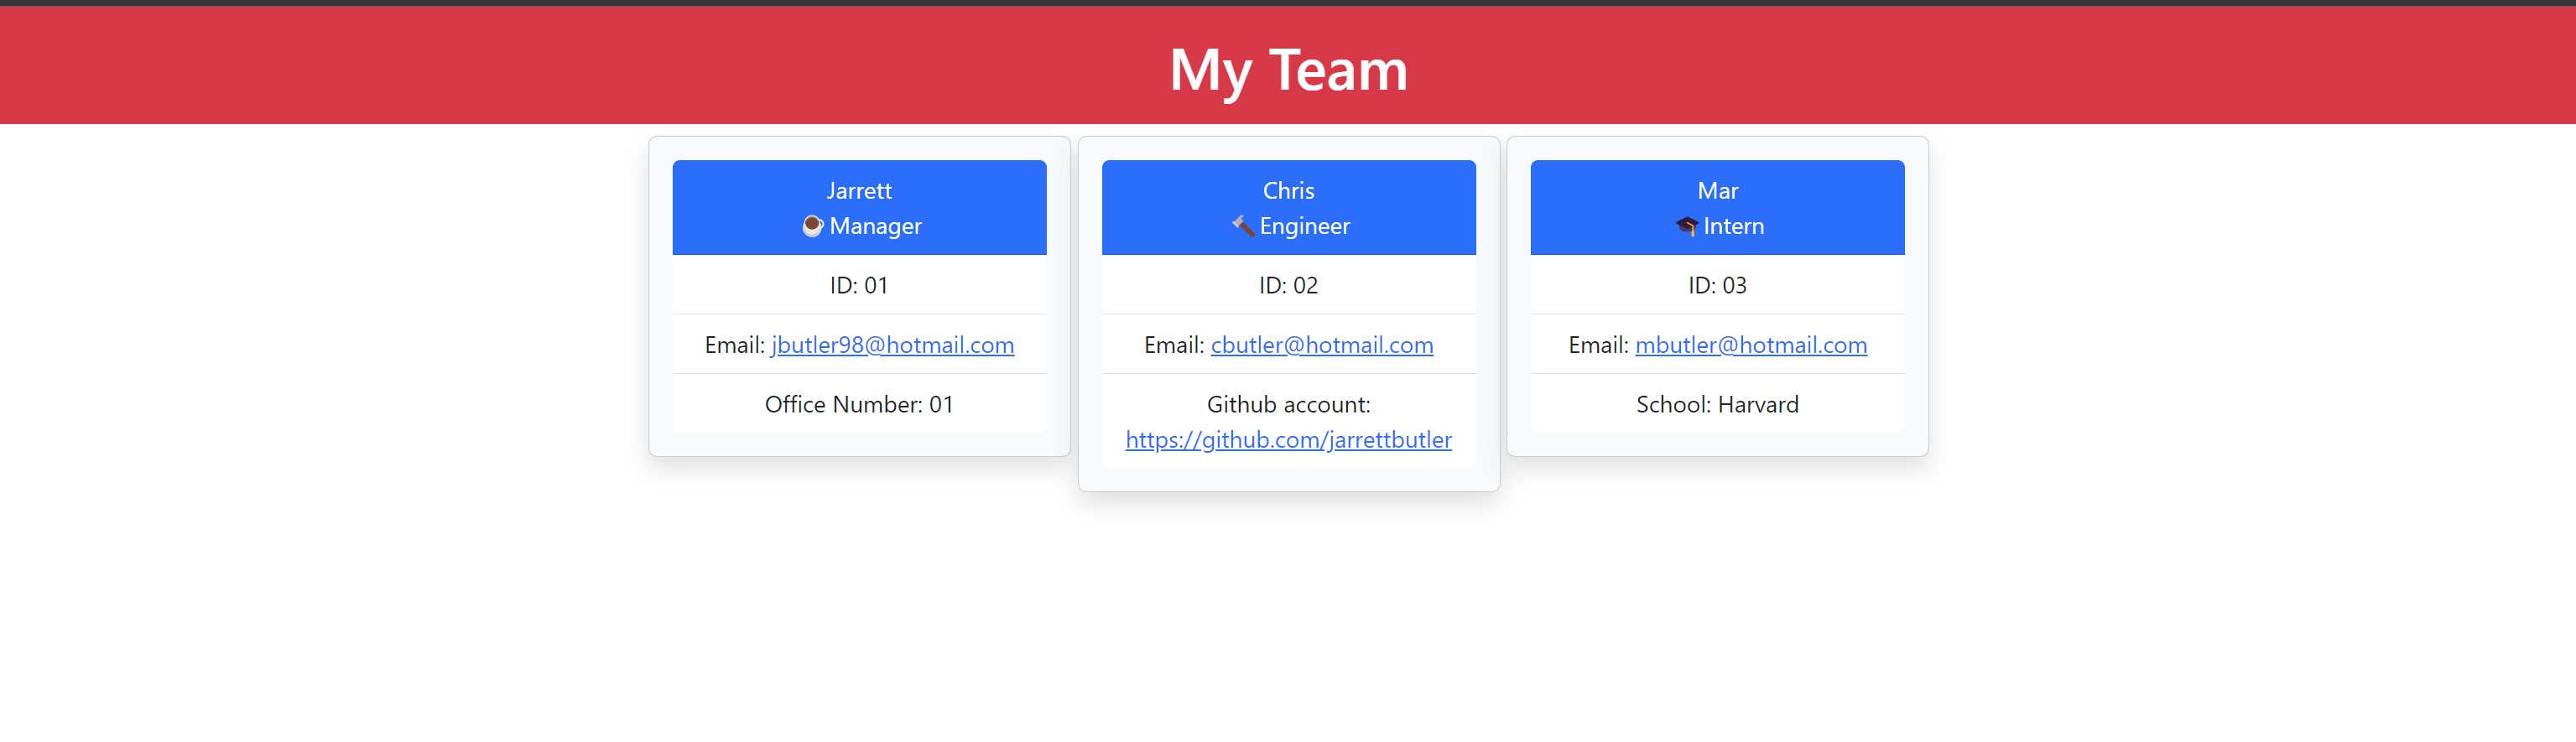 My Team
Jarrett
Manager
ID: 01
Email: jbutler98@hotmail.com
Office Number: 01
Chris
Engineer
ID: 02
Email: cbutler@hotmail.com
Github account:
https://github.com/jarrettbutler
Mar
Intern
ID: 03
Email: mbutler@hotmail.com
School: Harvard